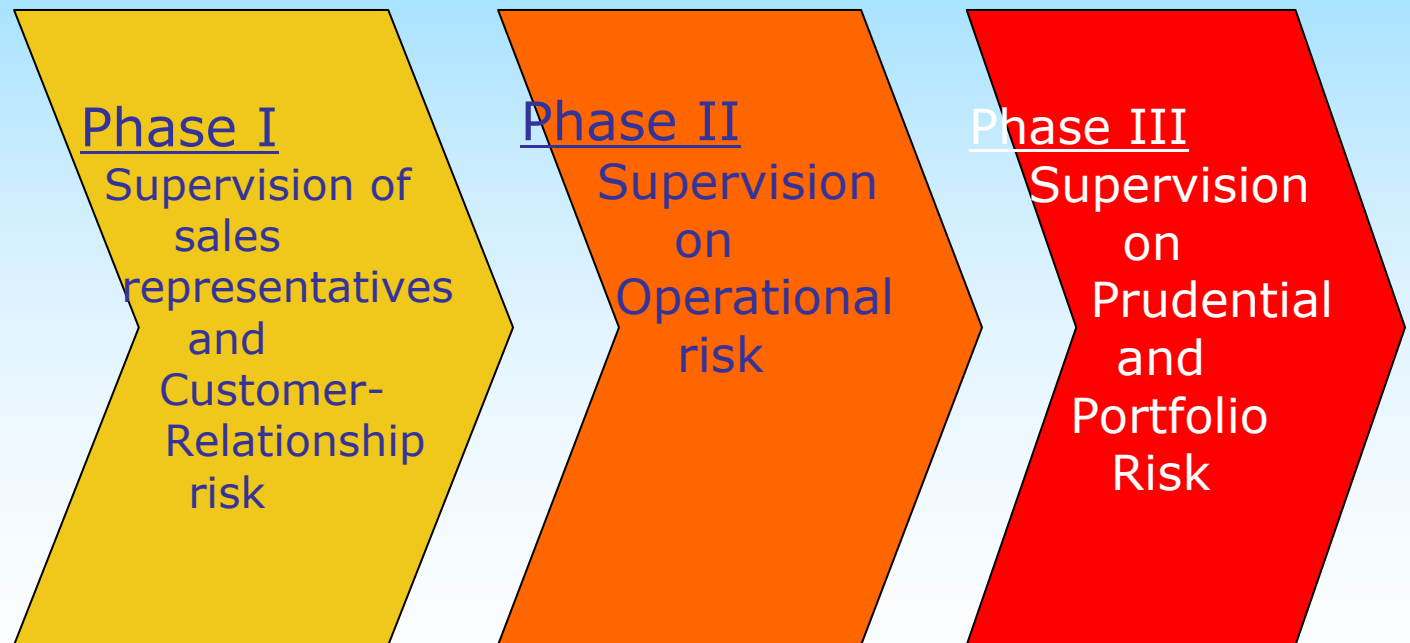 Phase I
Supervision of
sales
representatives
and
Customer-
Relationship
risk
Phase II
Supervision
on
Operational
risk
Phase III
Supervision
on
Prudential
and
Portfolio
Risk